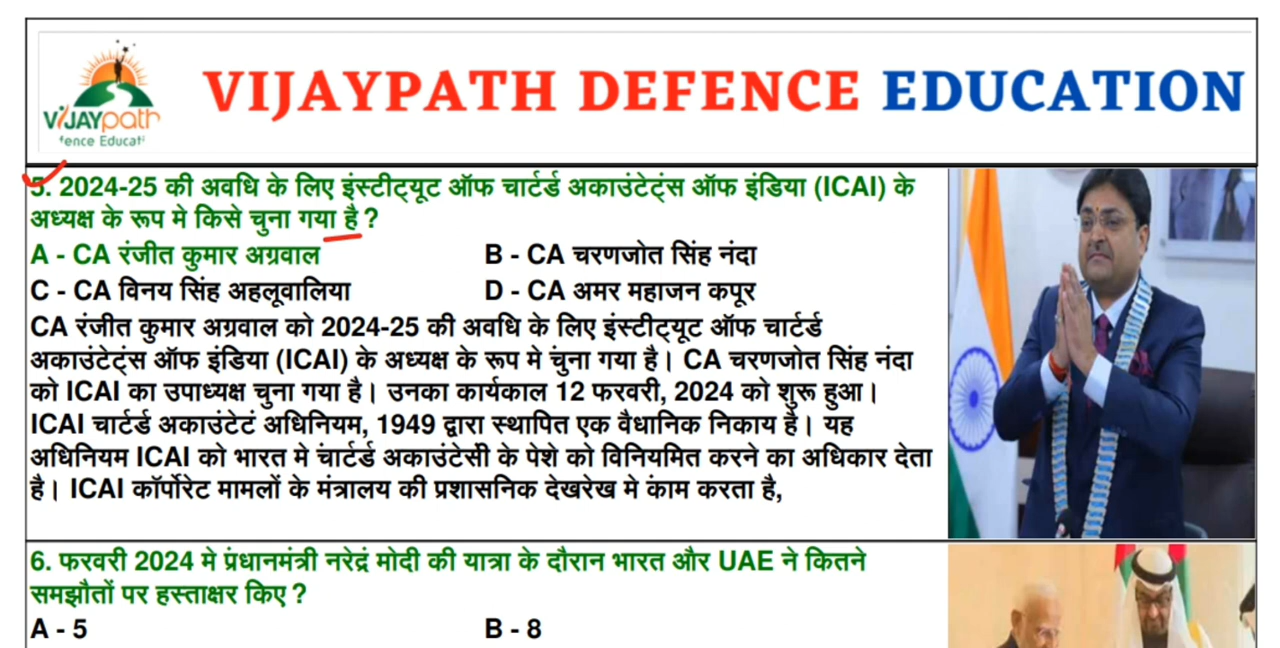 VIJAYPATH DEFENCE EDUCATION
ViJAYpath
fence Educati
5. 2024-25 की अवधि के लिए इंस्टीट्यूट ऑफ चार्टर्ड अकाउंटेट्ंस ऑफ इंडिया (ICAI) के
अध्यक्ष के रूप मे किसे चुना गया है ?
A - CA रंजीत कुमार अग्रवाल B - CA चरणजोत सिंह नंदा
C - CA विनय सिंह अहलूवालिया D - CA अमर महाजन कपूर
CA रंजीत कुमार अग्रवाल को 2024-25 की अवधि के लिए इंस्टीट्यूट ऑफ चार्टर्ड
अकाउंटेट्ंस ऑफ इंडिया (ICAI) के अध्यक्ष के रूप मे चुंना गया है। CA चरणजोत सिंह नंदा
को ICAI का उपाध्यक्ष चुना गया है। उनका कार्यकाल 12 फरवरी, 2024 को शुरू हुआ।
ICAI चार्टर्ड अकाउंटेटं अधिनियम, 1949 द्वारा स्थापित एक वैधानिक निकाय है। यह
अधिनियम ICAI को भारत मे चंार्टर्ड अकाउंटेसंी के पेशे को विनियमित करने का अधिकार देता
है। ICAI कॉर्पोरेट मामलों के मंत्रालय की प्रशासनिक देखरेख मे कंाम करता है,
6. फरवरी 2024 मे प्रंधानमंत्री नरेद्रं मोदी की यात्रा के दौरान भारत और UAE ने कितने
समझौतों पर हस्ताक्षर किए ?
A - 5 B - 8